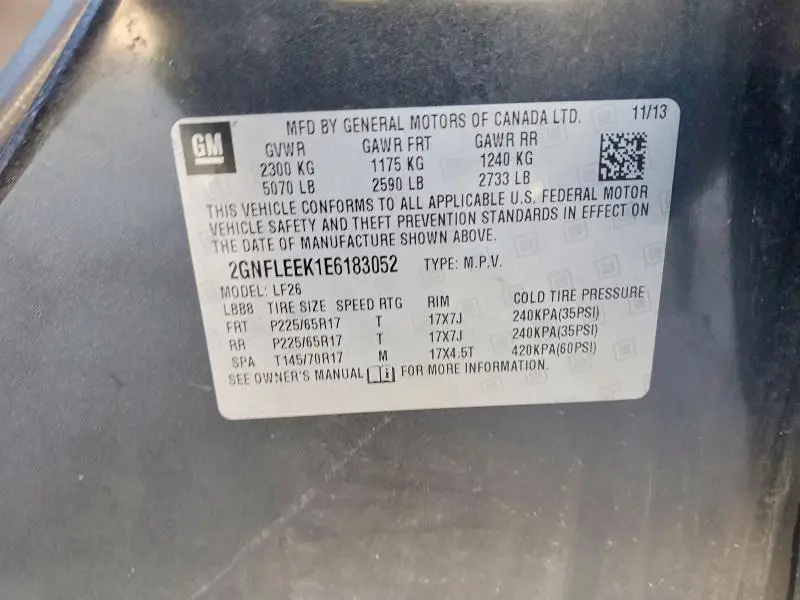 GM
MFD BY GENERAL MOTORS OF CANADA LTD. 11/13
GVWR GAWR FRT GAWR RR
2300 KG 1175 KG 1240 KG
5070 LB 2590 LB 2733 LB
THIS VEHICLE CONFORMS TO ALL APPLICABLE U.S. FEDERAL MOTOR
VEHICLE SAFETY AND THEFT PREVENTION STANDARDS IN EFFECT ON
THE DATE OF MANUFACTURE SHOWN ABOVE.
2GNFLEEK1E6183052 TYPE: M.P.V.
MODEL: LF26
LBB8 TIRE SIZE SPEED RTG RIM COLD TIRE PRESSURE
FRT P225/65R17 T 17X7J 240KPA(35PSI)
RR P225/65R17 T 17X7J 240KPA(35PSI)
SPA T145/70R17 M 17X4.5T 420KPA(60PSI)
SEE OWNER'S MANUAL FOR MORE INFORMATION.